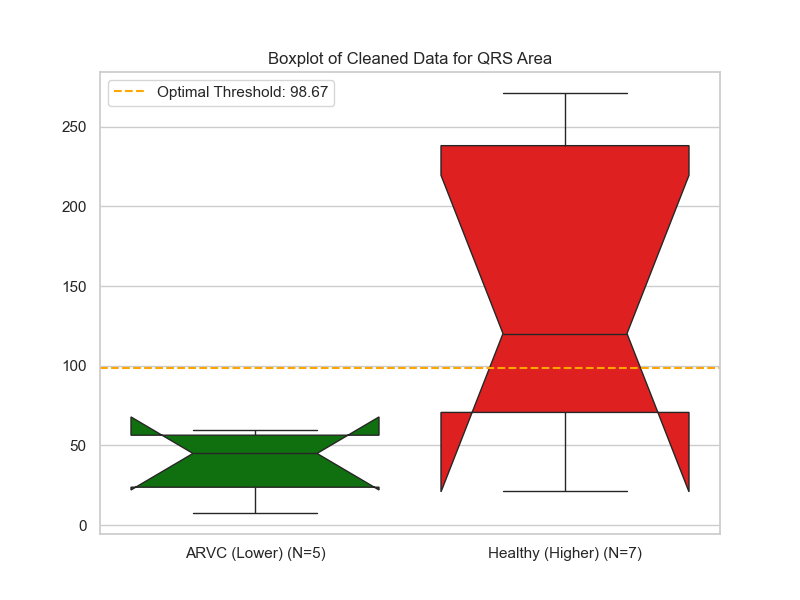 Boxplot of Cleaned Data for QRS Area
Optimal Threshold: 98.67
250
200
150
100
50
0
ARVC (Lower) (N=5)
Healthy (Higher) (N=7)